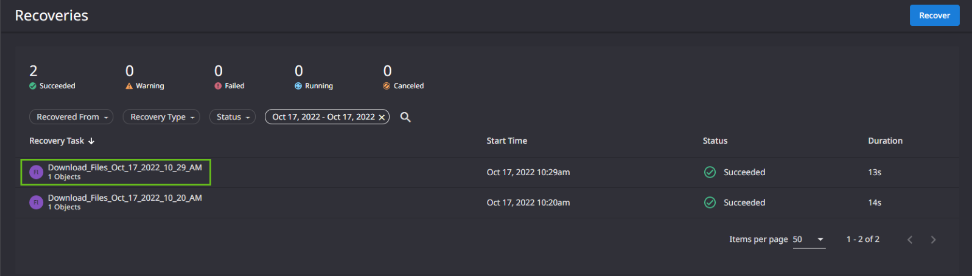 Recoveries
Recover
2 0 0 0 0
Succeeded Warning Failed Running Canceled
Recovered From Recovery Type Status Oct 17, 2022 - Oct 17, 2022
Recovery Task Start Time Status Duration
Download_Files_Oct_17_2022_10_29_AM
1 Objects
Oct 17, 2022 10:29am Succeeded 13s
Download_Files_Oct_17_2022_10_20_AM
1 Objects
Oct 17, 2022 10:20am Succeeded 14s
Items per page 50 1 - 2 of 2